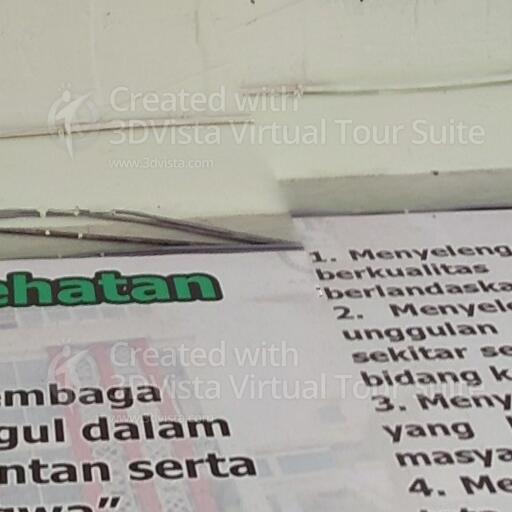 Created with
3DVista Virtual Tour Suite
www.3dvista.com
ehatan
embaga
gul dalam
ntan serta
1. Menyeleng
berkualitas
berlandaska
2. Menyele
unggulan
sekitar se
bidang k
3. Meny
yang
masya
4. Me
Created with
3DVista Virtual Tour Suite
www.3dvista.com